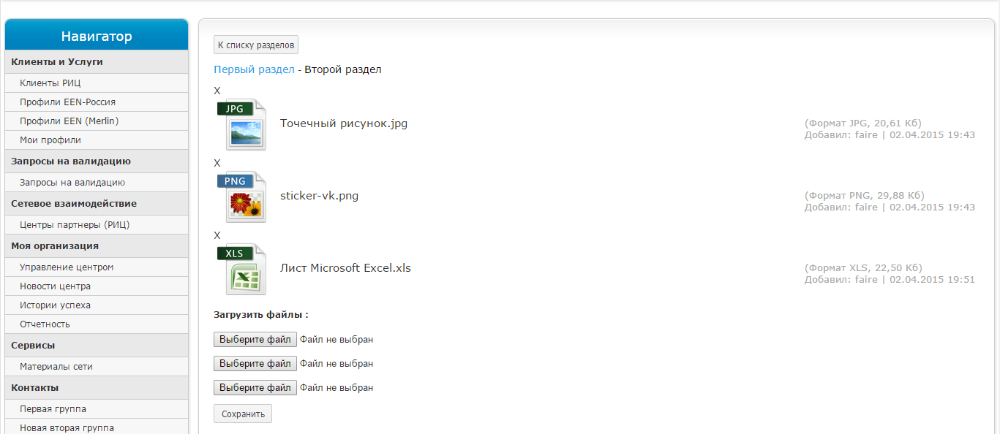 Навигатор
Клиенты и Услуги
Клиенты РИЦ
Профили EEN-Россия
Профили EEN (Merlin)
Мои профили
Запросы на валидацию
Запросы на валидацию
Сетевое взаимодействие
Центры партнеры (РИЦ)
Моя организация
Управление центром
Новости центра
Истории успеха
Отчетность
Сервисы
Материалы сети
Контакты
Первая группа
Новая вторая группа
К списку разделов
Первый раздел - Второй раздел
X
JPG
Точечный рисунок.jpg
(Формат JPG, 20,61 Кб)
Добавил: faire | 02.04.2015 19:43
X
PNG
sticker-vk.png
(Формат PNG, 29,88 Кб)
Добавил: faire | 02.04.2015 19:43
X
XLS
Лист Microsoft Excel.xls
(Формат XLS, 22,50 Кб)
Добавил: faire | 02.04.2015 19:51
Загрузить файлы :
Выберите файл Файл не выбран
Выберите файл Файл не выбран
Выберите файл Файл не выбран
Сохранить